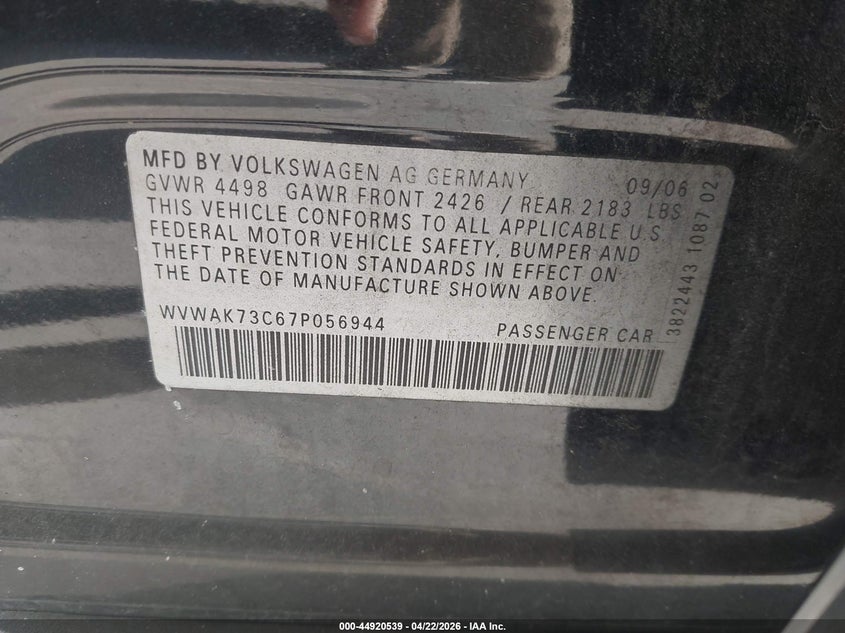 MFD BY VOLKSWAGEN AG GERMANY 09/06
GVWR 4498 GAWR FRONT 2426 / REAR 2183 LBS
THIS VEHICLE CONFORMS TO ALL APPLICABLE U.S
FEDERAL MOTOR VEHICLE SAFETY, BUMPER AND
THEFT PREVENTION STANDARDS IN EFFECT ON
THE DATE OF MANUFACTURE SHOWN ABOVE.
WVWAK73C67P056944 PASSENGER CAR
3822443 1087 02
000-44920539 - 04/22/2026 - IAA Inc.